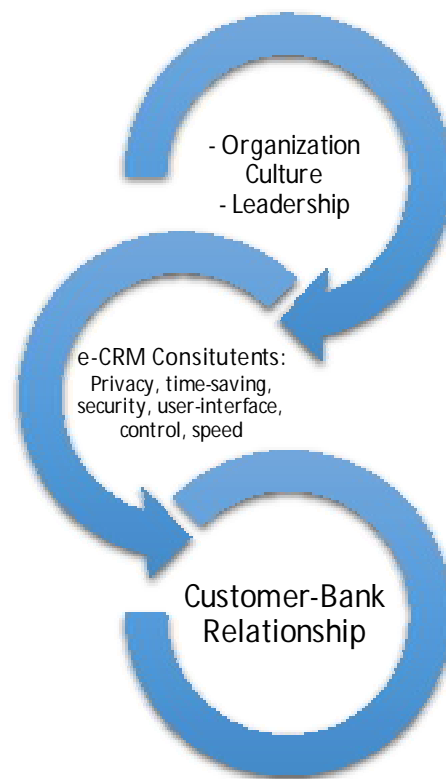 - Organization
Culture
- Leadership
e-CRM Consitutents:
Privacy, time-saving,
security, user-interface,
control, speed
Customer-Bank
Relationship